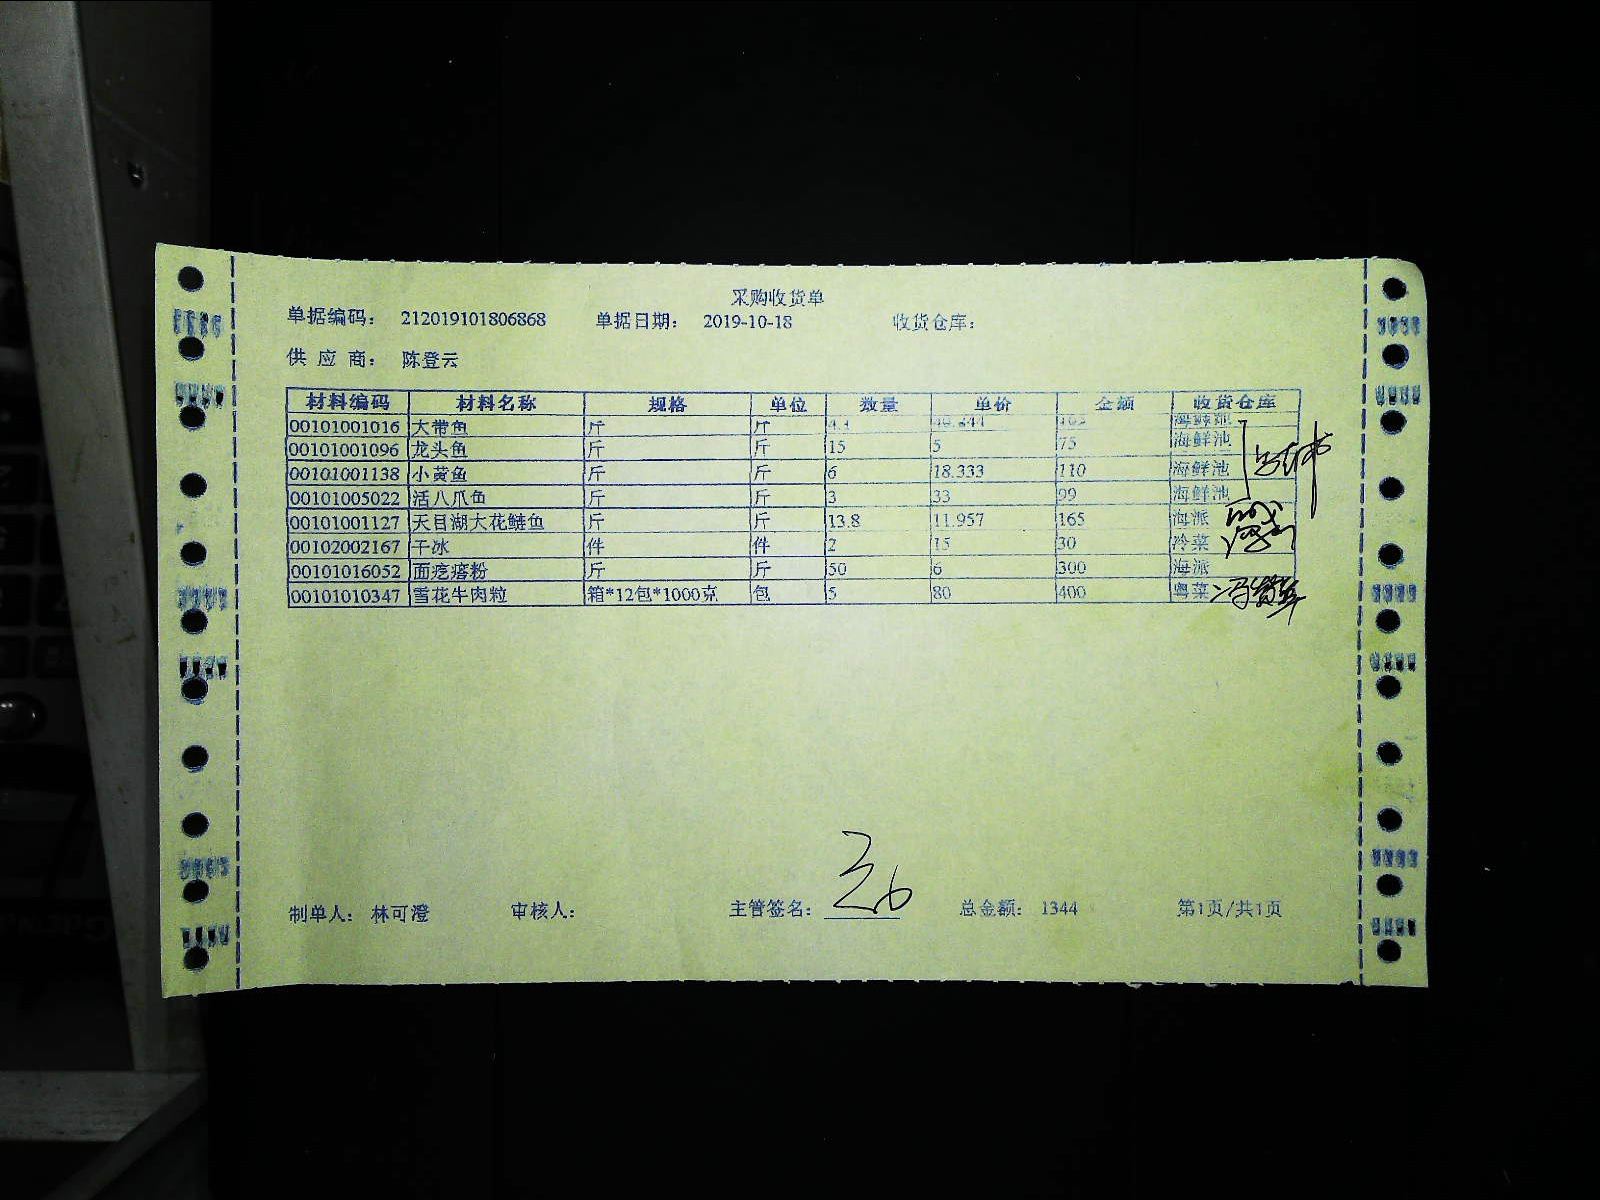 采购收货单
单据编码： 212019101806868 单据日期： 2019-10-18 收货仓库：
供应商： 陈登云
材料编码 材料名称 规格 单位 数量 单价 金额 收货仓库
00101001016 大带鱼 斤 斤 海鲜池
00101001096 龙头鱼 斤 斤 15 5 75 海鲜池
00101001138 小黄鱼 斤 斤 6 18.333 110 海鲜池
00101005022 活八爪鱼 斤 斤 3 33 99 海鲜池
00101001127 天目湖大花鲢鱼 斤 斤 13.8 11.957 165 海派
00102002167 干冰 件 件 2 15 30 冷菜
00101016052 面疙瘩粉 斤 斤 50 6 300 海派
00101010347 雪花牛肉粒 箱*12包*1000克 包 5 80 400 粤菜
制单人： 林可澄 审核人： 主管签名： 总金额： 1344 第1页/共1页